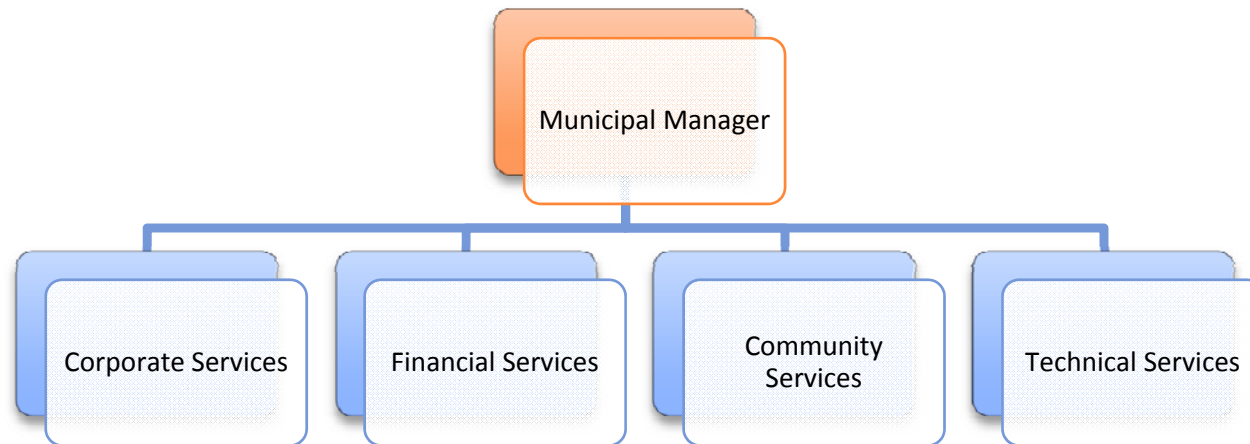 Municipal Manager
Corporate Services
Financial Services
Community
Services
Technical Services